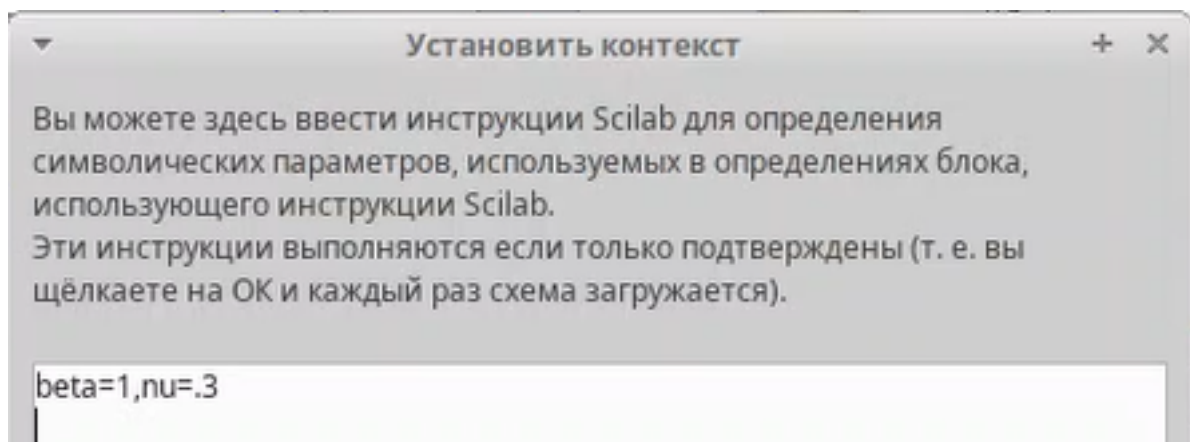 Установить контекст
Вы можете здесь ввести инструкции Scilab для определения
символических параметров, используемых в определениях блока,
использующего инструкции Scilab.
Эти инструкции выполняются если только подтверждены (т. е. вы
щёлкаете на ОК и каждый раз схема загружается).
beta=1,nu=.3